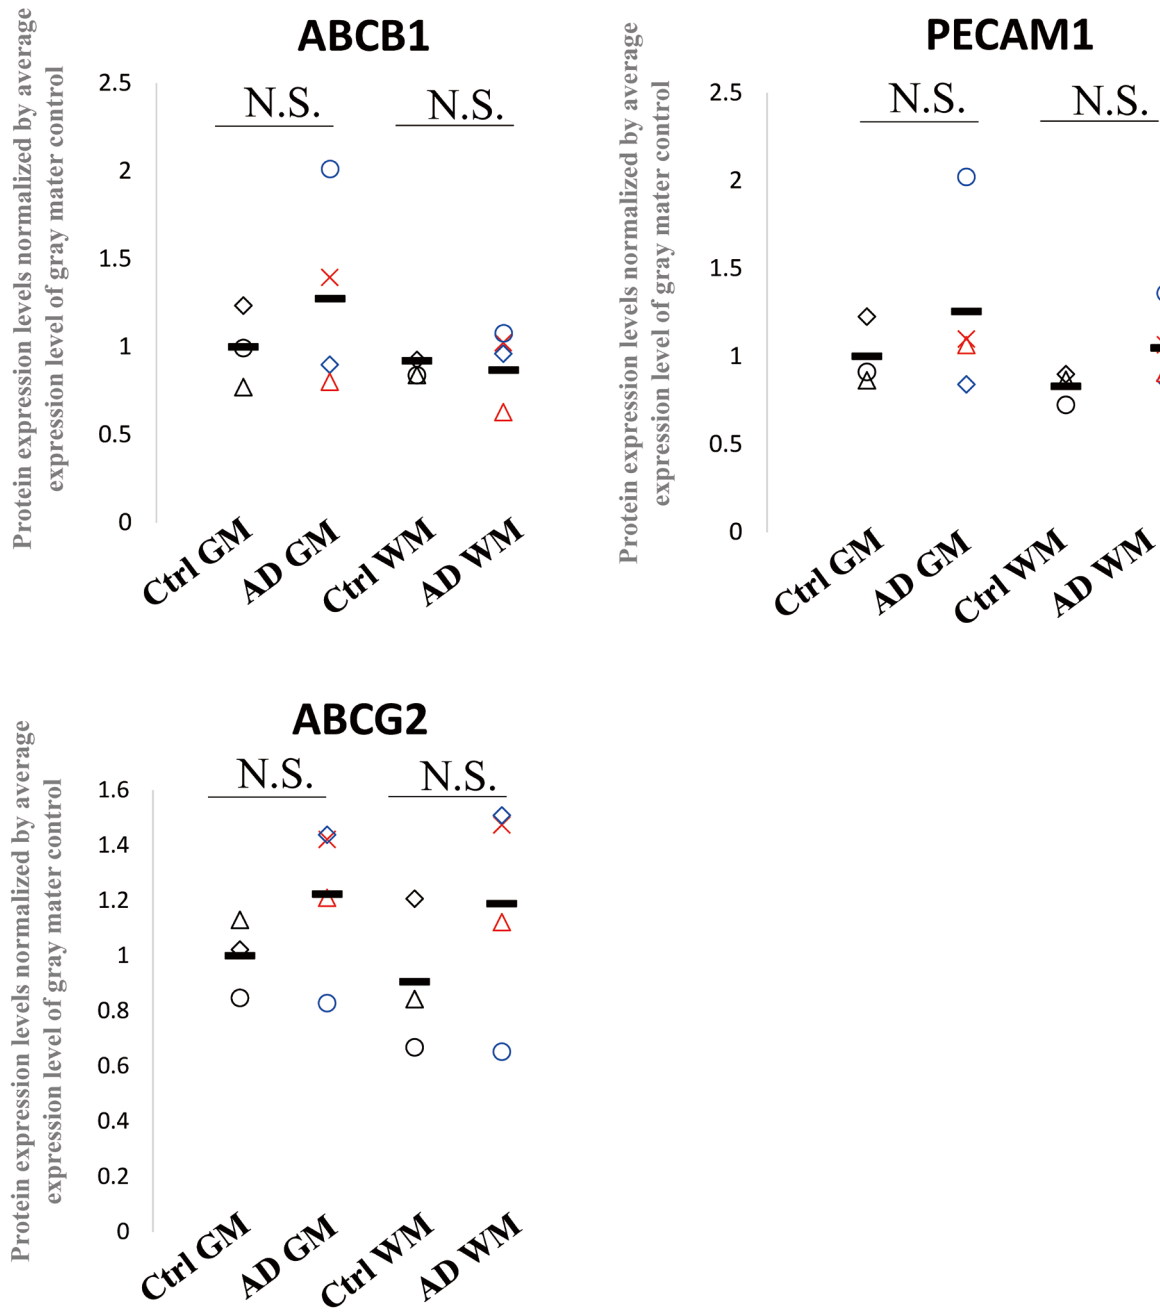 ABCB1
Protein expression levels normalized by average
expression level of gray mater control
2.5
2
1.5
1
0.5
0
N.S.
N.S.
Ctrl GM
AD GM
Ctrl WM
AD WM
PECAM1
Protein expression levels normalized by average
expression level of gray mater control
2.5
2
1.5
1
0.5
0
N.S.
N.S.
Ctrl GM
AD GM
Ctrl WM
AD WM
ABCG2
Protein expression levels normalized by average
expression level of gray mater control
1.6
1.4
1.2
1
0.8
0.6
0.4
0.2
0
N.S.
N.S.
Ctrl GM
AD GM
Ctrl WM
AD WM